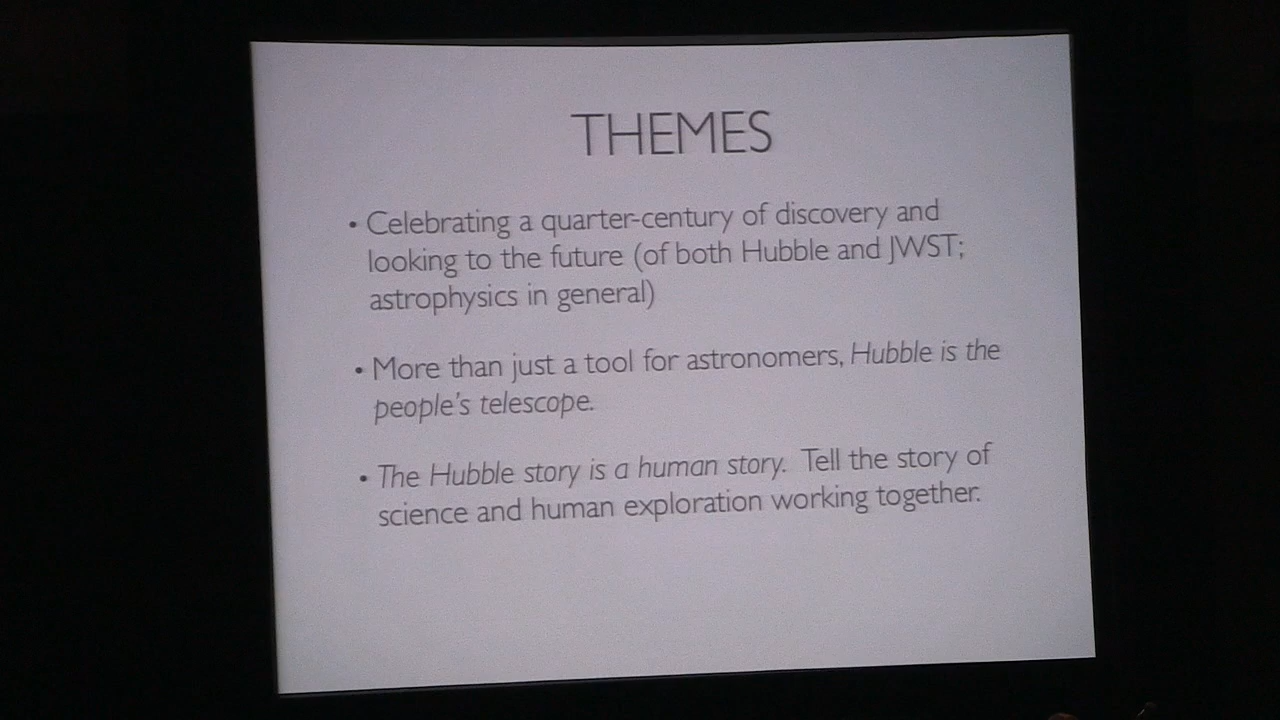 THEMES
• Celebrating a quarter-century of discovery and
looking to the future (of both Hubble and JWST;
astrophysics in general)
• More than just a tool for astronomers, Hubble is the
people's telescope.
• The Hubble story is a human story. Tell the story of
science and human exploration working together.